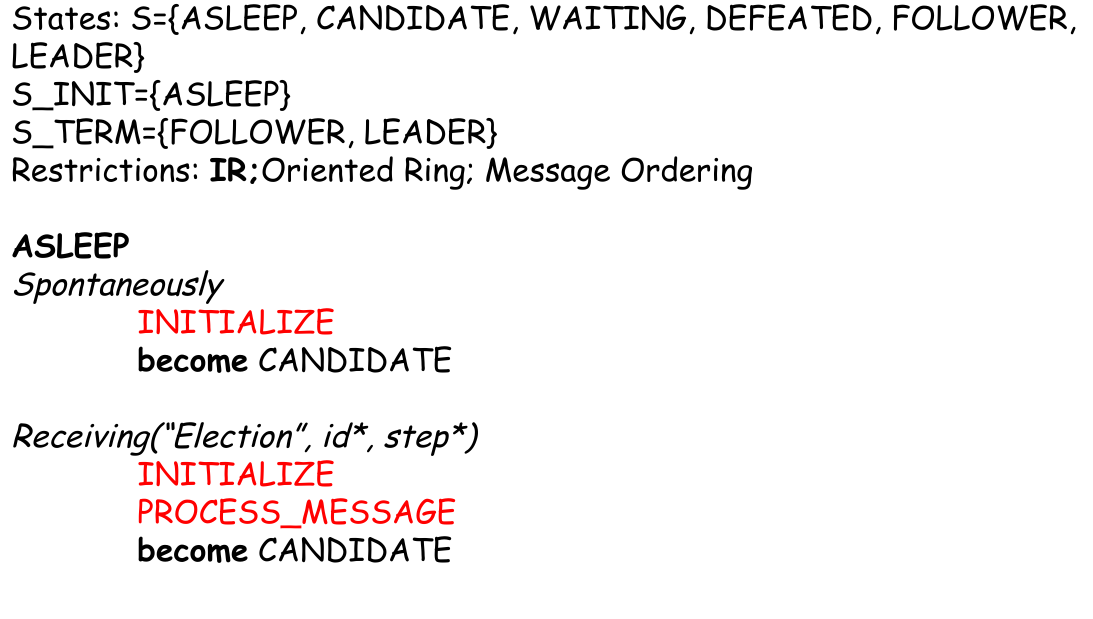 States: S={ASLEEP, CANDIDATE, WAITING, DEFEATED, FOLLOWER,
LEADER}
S_INIT={ASLEEP}
S_TERM={FOLLOWER, LEADER}
Restrictions: IR;Oriented Ring; Message Ordering
ASLEEP
Spontaneously
INITIALIZE
become CANDIDATE
Receiving(“Election”, id*, step*)
INITIALIZE
PROCESS_MESSAGE
become CANDIDATE